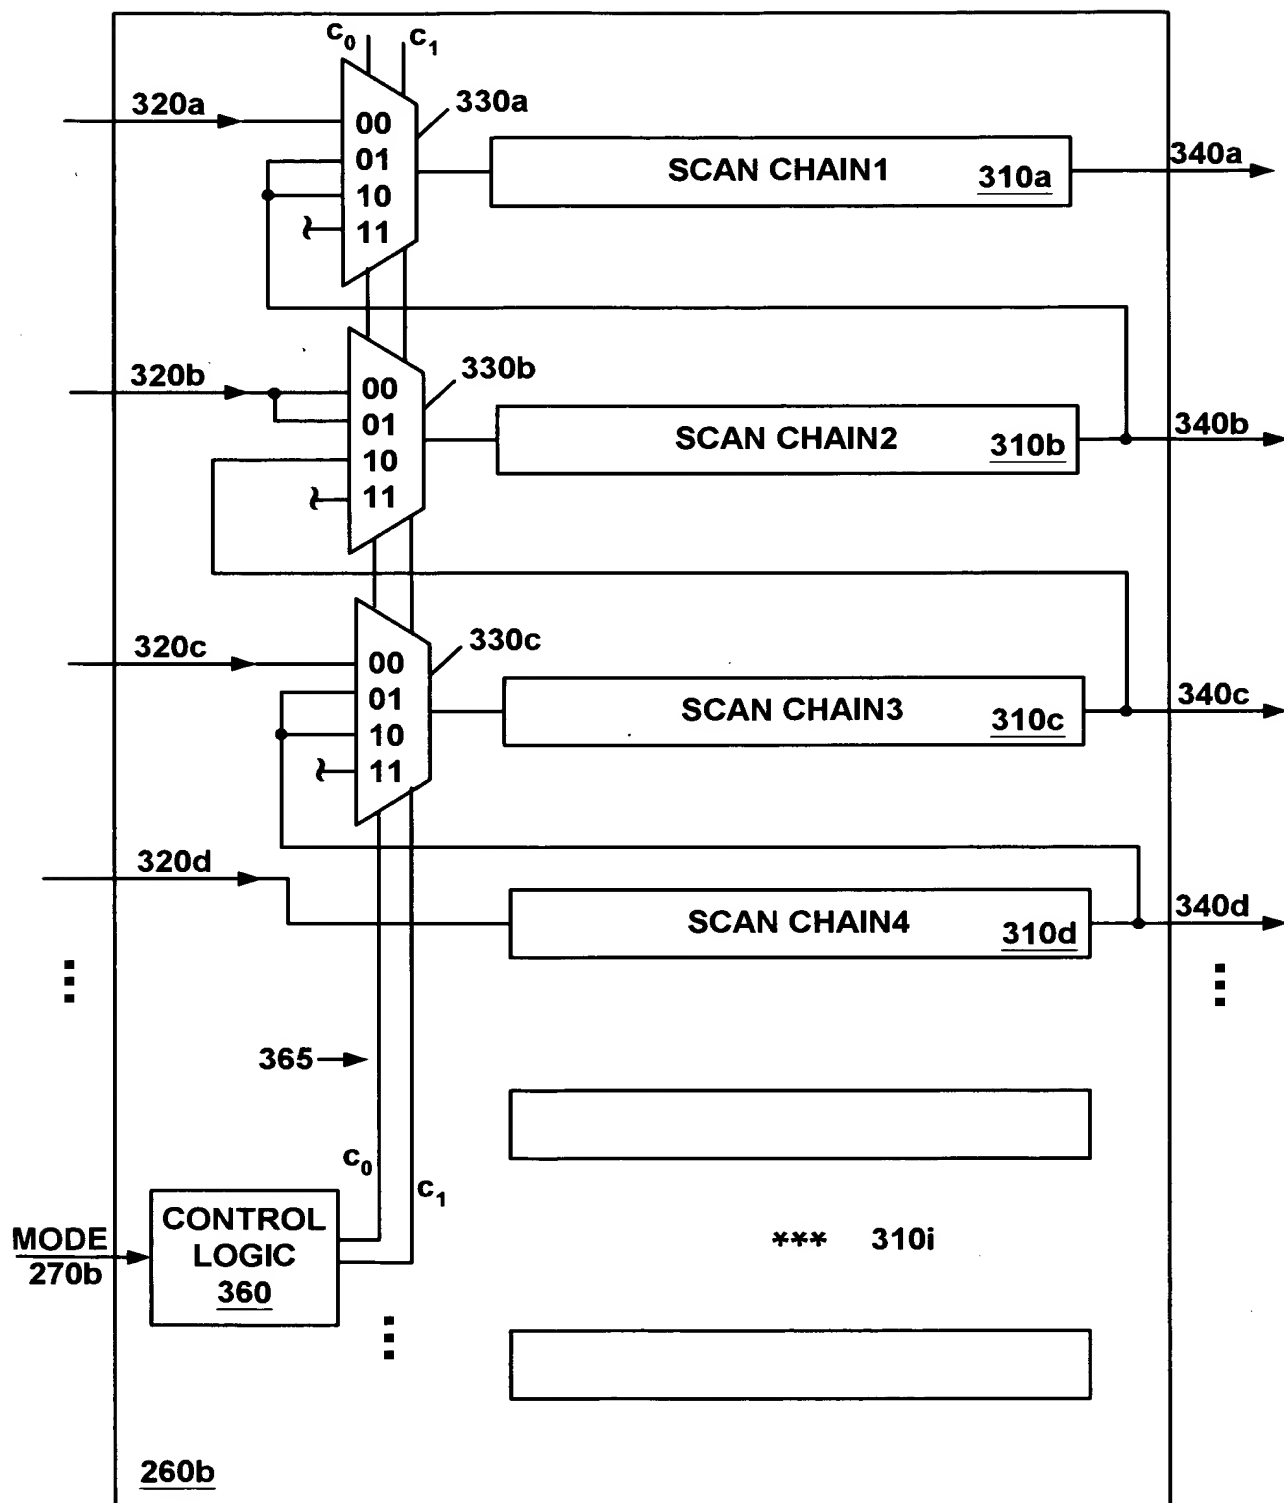 c0 c1
320a
00
01
10
11
330a
SCAN CHAIN1 310a
340a
320b
00
01
10
11
330b
SCAN CHAIN2 310b
340b
320c
00
01
10
11
330c
SCAN CHAIN3 310c
340c
320d
SCAN CHAIN4 310d
340d
365
c0
c1
MODE
270b
CONTROL
LOGIC
360
*** 310i
260b